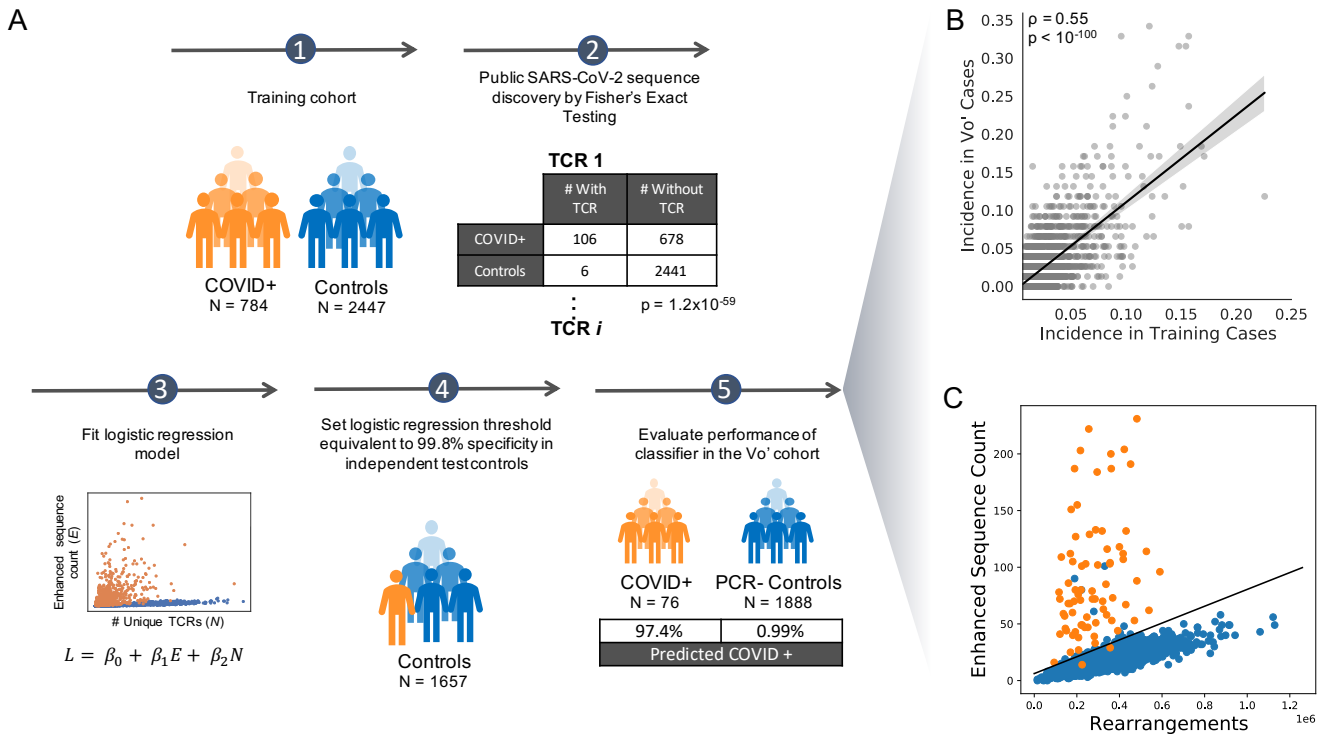 A
1
Training cohort
COVID+
N = 784
Controls
N = 2447
2
Public SARS-CoV-2 sequence
discovery by Fisher's Exact
Testing
TCR 1
# With TCR
# Without TCR
COVID+ 106 678
Controls 6 2441
⋮
p = 1.2x10⁻⁵⁹
TCR i
3
Fit logistic regression
model
Enhanced sequence
count (E)
# Unique TCRs (N)
L = β₀ + β₁E + β₂N
4
Set logistic regression threshold
equivalent to 99.8% specificity in
independent test controls
Controls
N = 1657
5
Evaluate performance of
classifier in the Vo' cohort
COVID+
N = 76
PCR- Controls
N = 1888
97.4% 0.99%
Predicted COVID +
B
ρ = 0.55
p < 10⁻¹⁰⁰
Incidence in Vo' Cases
0.35
0.30
0.25
0.20
0.15
0.10
0.05
0.00
0.05 0.10 0.15 0.20 0.25
Incidence in Training Cases
C
Enhanced Sequence Count
200
150
100
50
0
0.0 0.2 0.4 0.6 0.8 1.0 1.2
1e6
Rearrangements